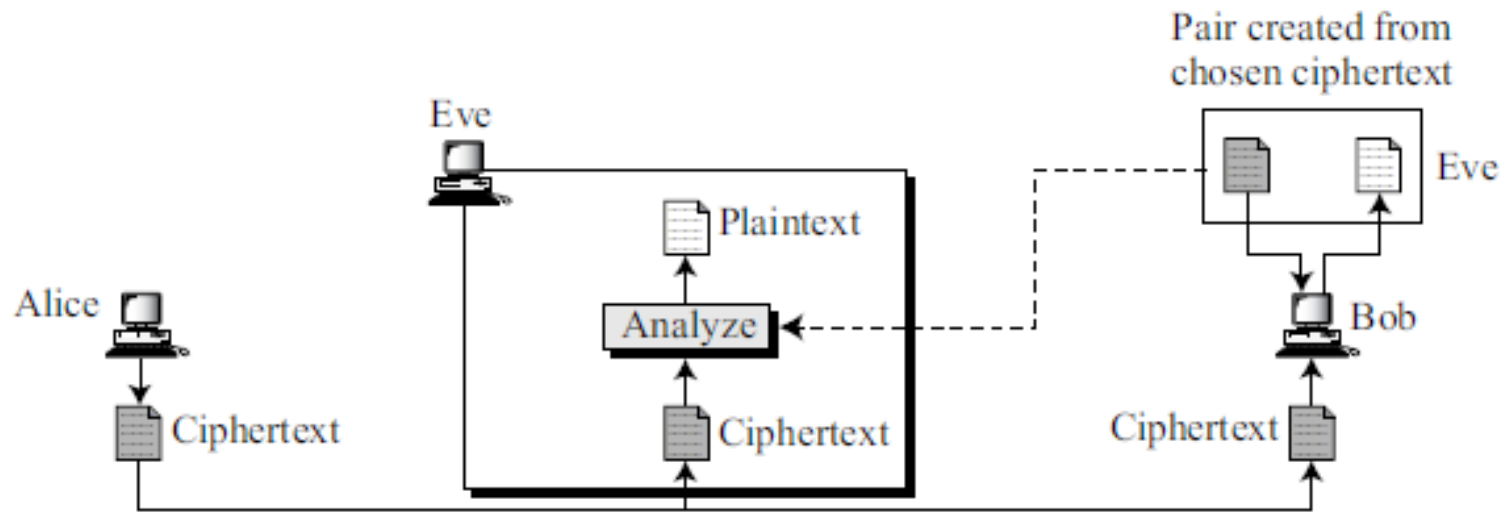 Pair created from
chosen ciphertext
Eve
Eve
Plaintext
Alice
Analyze
Bob
Ciphertext
Ciphertext
Ciphertext